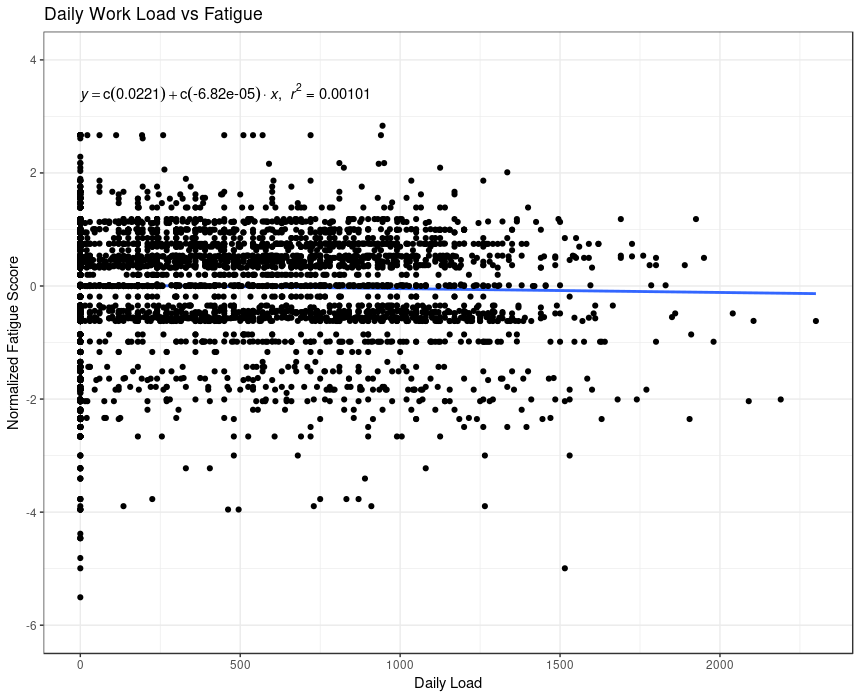 Daily Work Load vs Fatigue
4
y = c(0.0221) + c(-6.82e-05) · x, r² = 0.00101
2
0
-2
-4
-6
Normalized Fatigue Sccore
0 500 1000 1500 2000
Daily Load